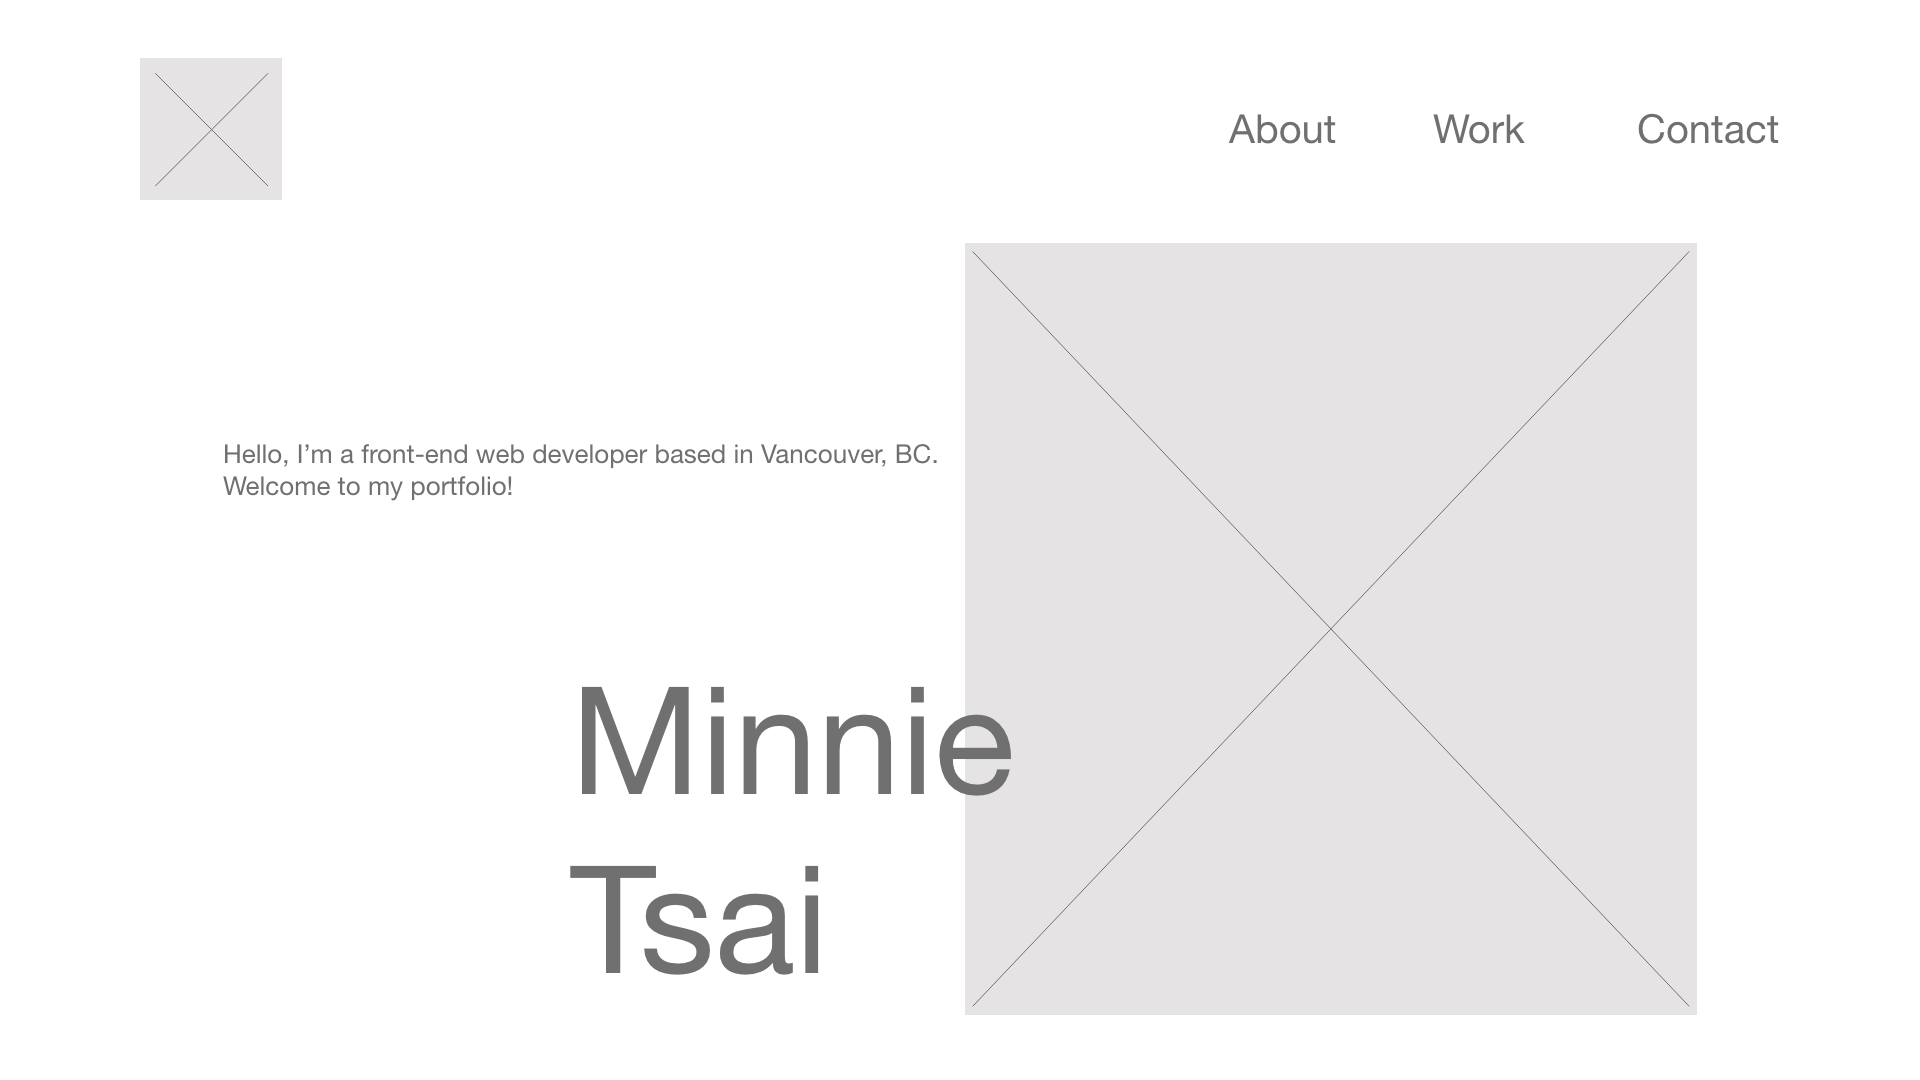 About Work Contact
Hello, I’m a front-end web developer based in Vancouver, BC.
Welcome to my portfolio!
Minnie
Tsai